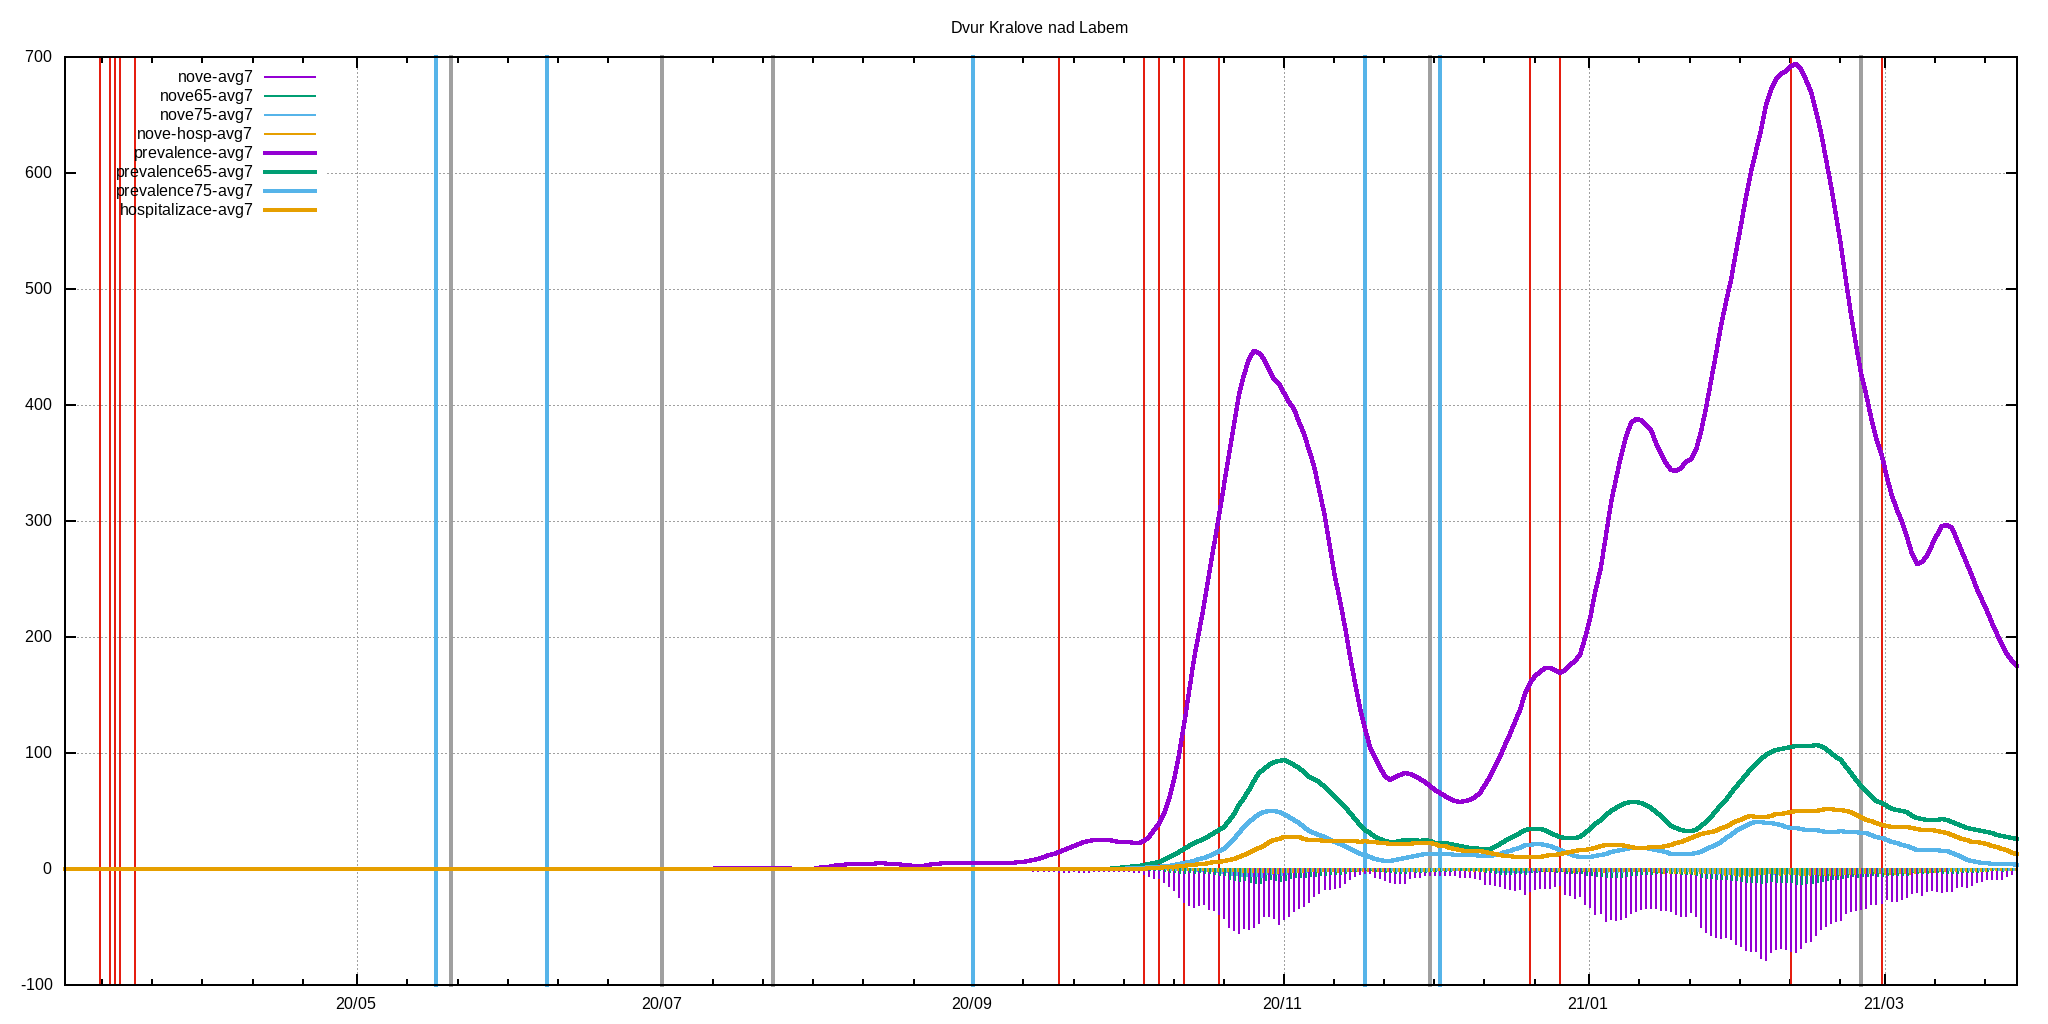 Dvur Kralove nad Labem
700
600
500
400
300
200
100
0
-100
nove-avg7
nove65-avg7
nove75-avg7
nove-hosp-avg7
prevalence-avg7
prevalence65-avg7
prevalence75-avg7
hospitalizace-avg7
20/05 20/07 20/09 20/11 21/01 21/03